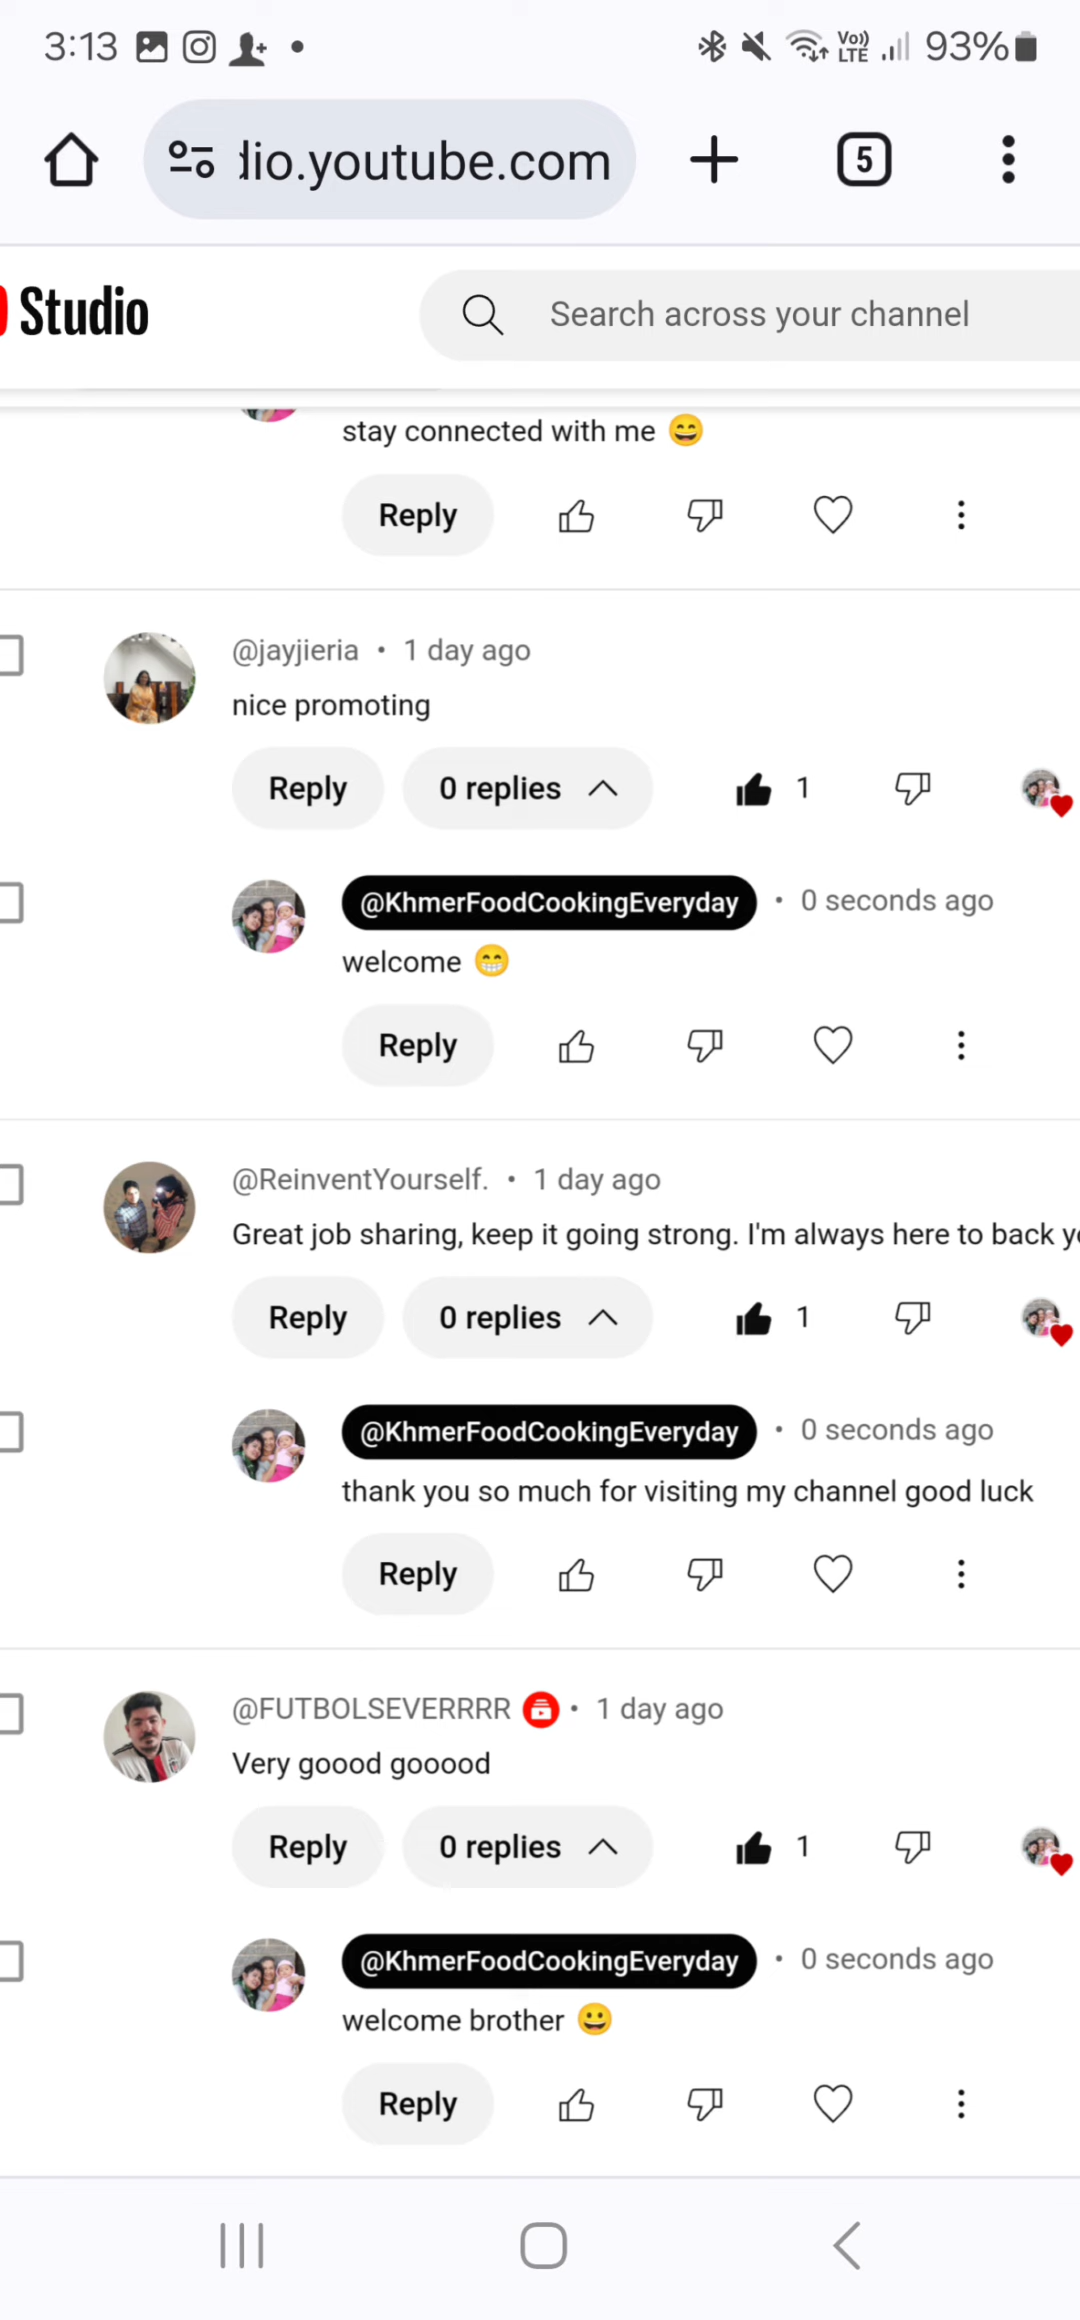 3:13 Vo)) LTE 93%
dio.youtube.com 5
Studio Search across your channel
stay connected with me 😄
Reply
@jayjieria • 1 day ago
nice promoting
Reply 0 replies 1
@KhmerFoodCookingEveryday • 0 seconds ago
welcome 😁
Reply
@ReinventYourself. • 1 day ago
Great job sharing, keep it going strong. I'm always here to back
Reply 0 replies 1
@KhmerFoodCookingEveryday • 0 seconds ago
thank you so much for visiting my channel good luck
Reply
@FUTBOLSEVERRRR • 1 day ago
Very goood gooood
Reply 0 replies 1
@KhmerFoodCookingEveryday • 0 seconds ago
welcome brother 😀
Reply